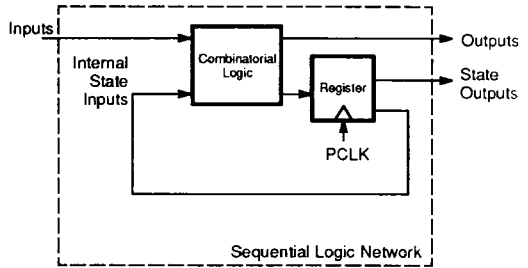 Inputs
Combinatorial
Logic
Outputs
Internal
State
Inputs
Register
State
Outputs
PCLK
Sequential Logic Network